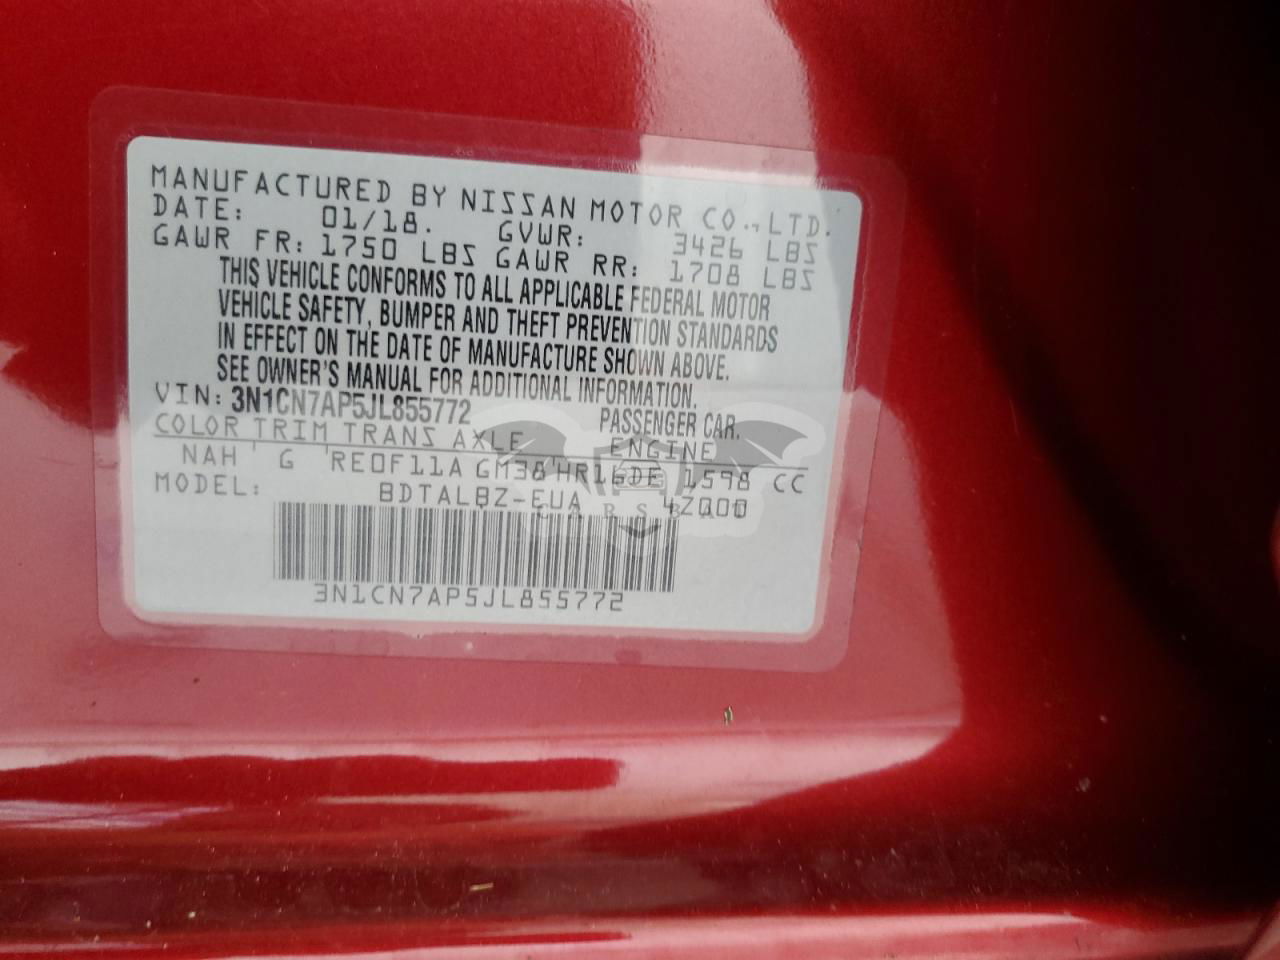 MANUFACTURED BY NISSAN MOTOR CO., LTD.
DATE: 01/18. GVWR: 3426 LBS
GAWR FR: 1750 LBS GAWR RR: 1708 LBS
THIS VEHICLE CONFORMS TO ALL APPLICABLE FEDERAL MOTOR
VEHICLE SAFETY, BUMPER AND THEFT PREVENTION STANDARDS
IN EFFECT ON THE DATE OF MANUFACTURE SHOWN ABOVE.
SEE OWNER'S MANUAL FOR ADDITIONAL INFORMATION.
VIN: 3N1CN7AP5JL855772 PASSENGER CAR.
COLOR TRIM TRANS AXLE ENGINE
NAH ' G 'RE0F11A GM38'HR16DE 1598 CC
MODEL: BDTALBZ-EUA 4Z000
CARSBAT
3N1CN7AP5JL855772